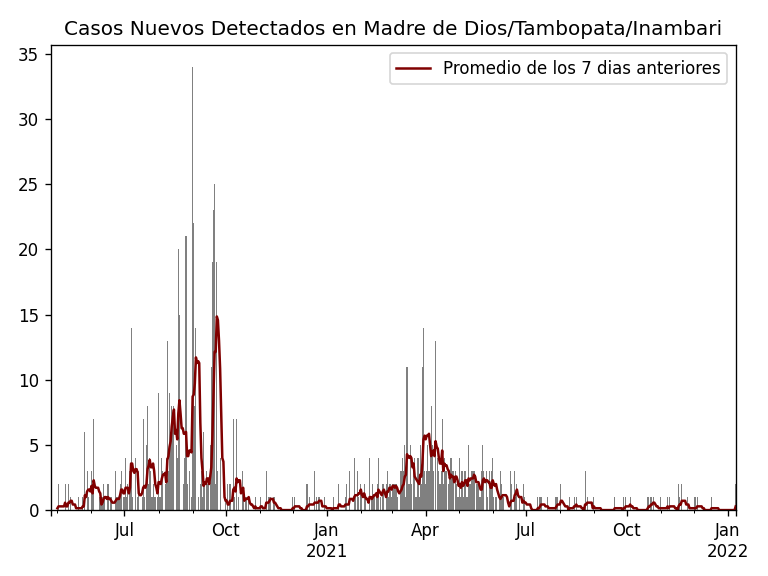 Casos Nuevos Detectados en Madre de Dios/Tambopata/Inambari
Promedio de los 7 dias anteriores
35
30
25
20
15
10
5
0
Jul
Oct
Jan
2021
Apr
Jul
Oct
Jan
2022